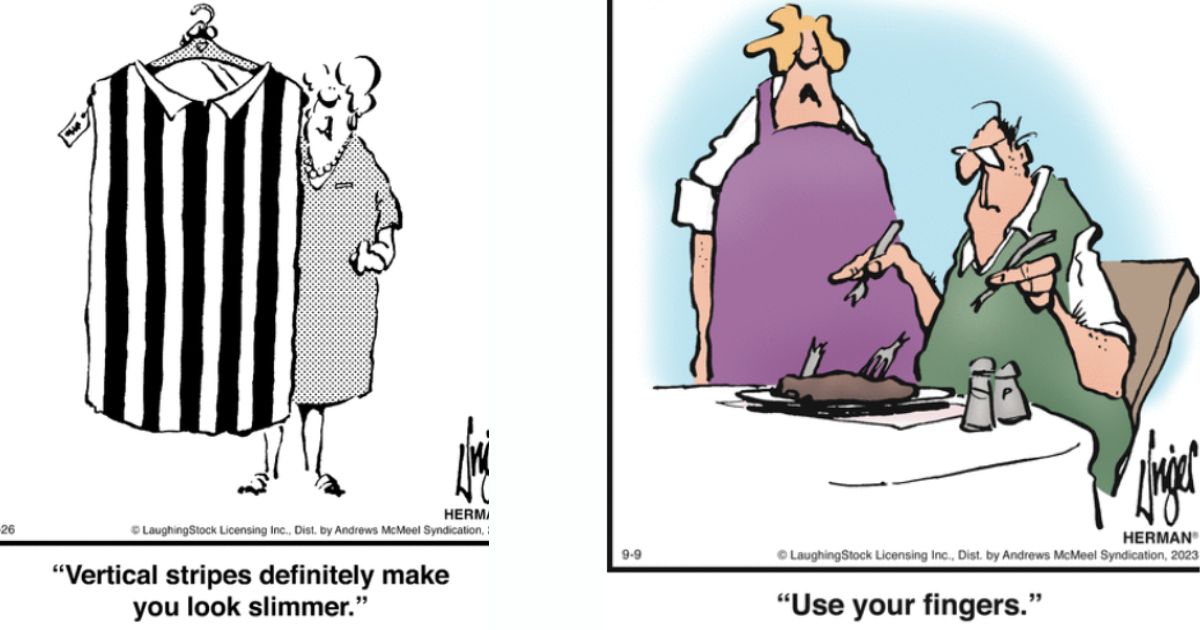 HERMA
-26
© LaughingStock Licensing Inc., Dist. by Andrews McMeel Syndication,
“Vertical stripes definitely make
you look slimmer.”
P
Unger
HERMAN®
9-9
© LaughingStock Licensing Inc., Dist. by Andrews McMeel Syndication, 2023
“Use your fingers.”